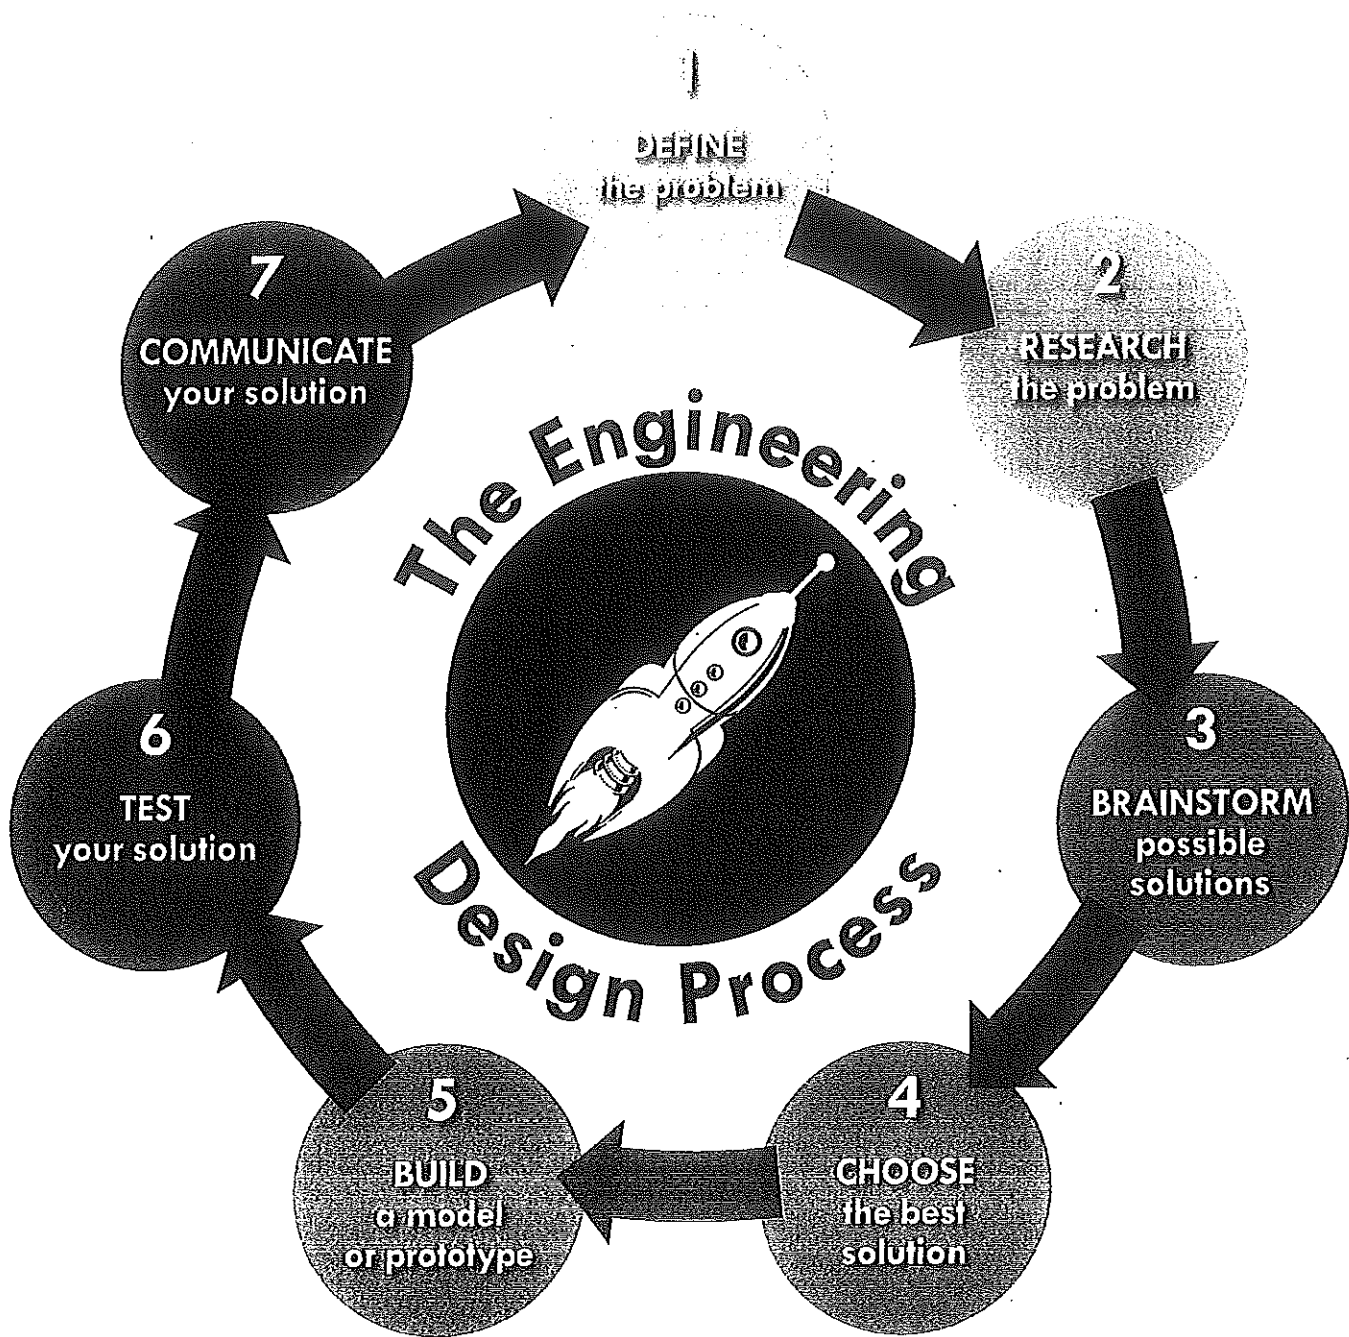 1
DEFINE
the problem
2
RESEARCH
the problem
3
BRAINSTORM
possible
solutions
4
CHOOSE
the best
solution
5
BUILD
a model
or prototype
6
TEST
your solution
7
COMMUNICATE
your solution
The Engineering
Design Process